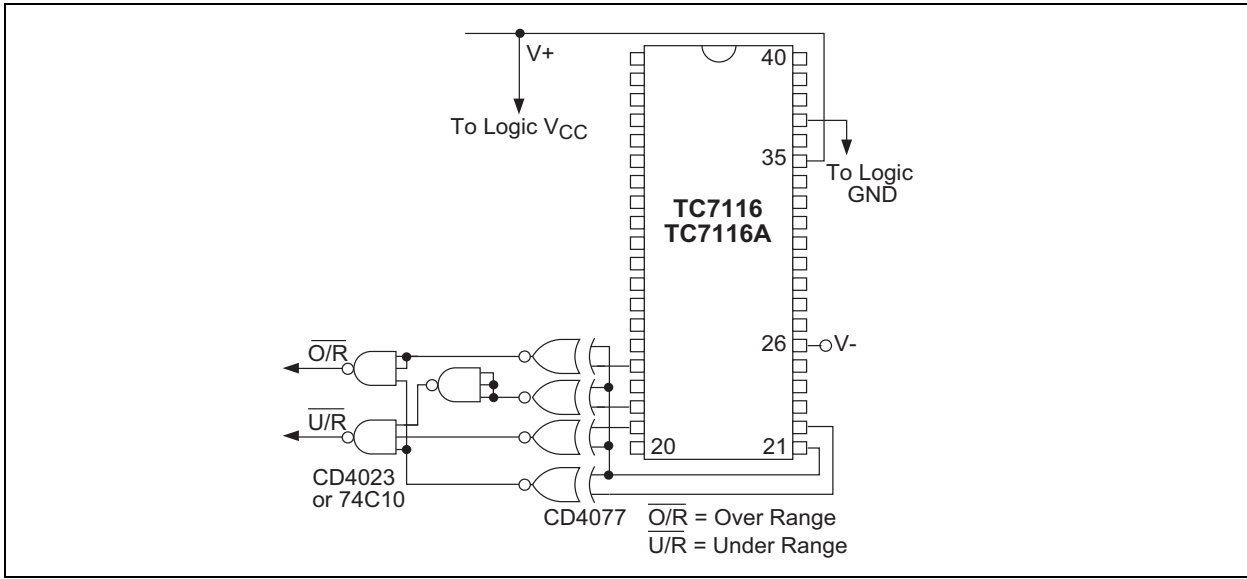 V+
40
To Logic VCC
35
To Logic
GND
TC7116
TC7116A
26
V-
O/R
U/R
20
21
CD4023
or 74C10
CD4077
O/R = Over Range
U/R = Under Range